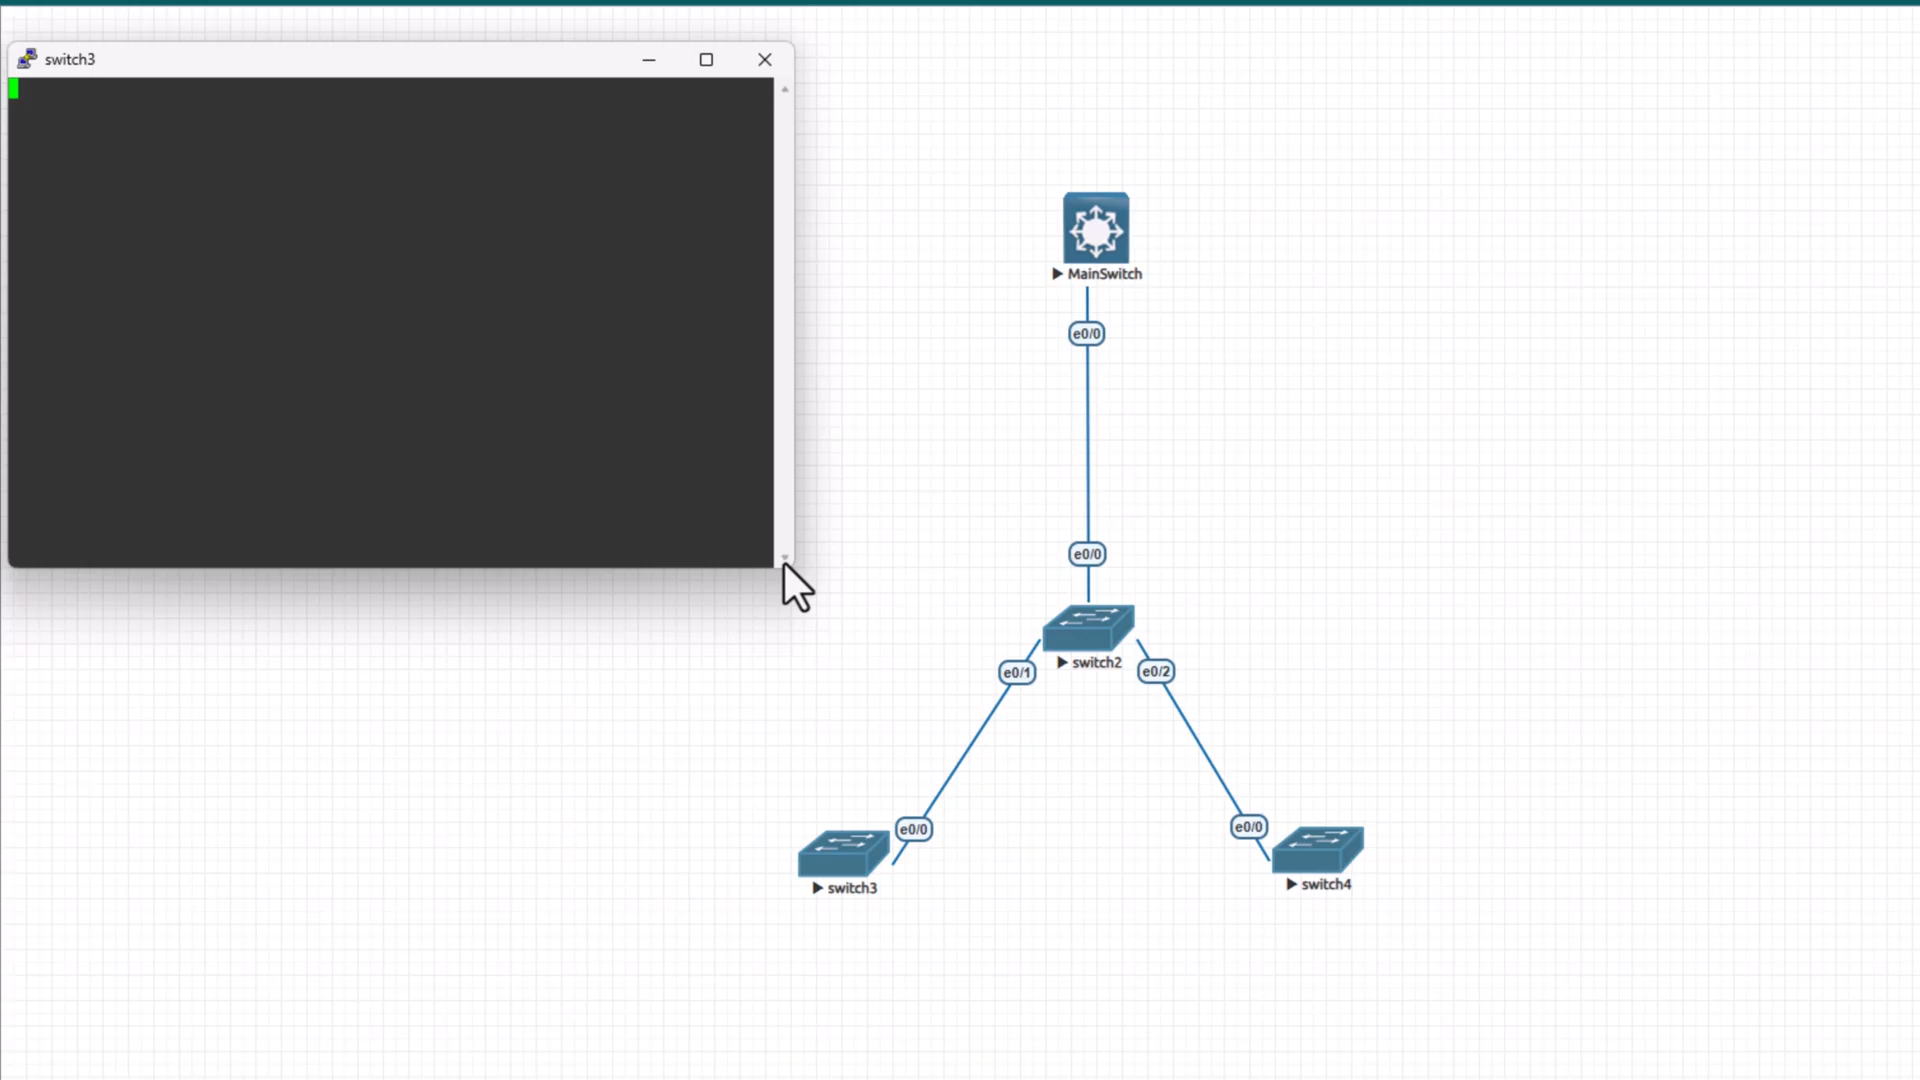 switch3
MainSwitch
e0/0
e0/0
switch2
e0/1
e0/2
e0/0
e0/0
switch3
switch4